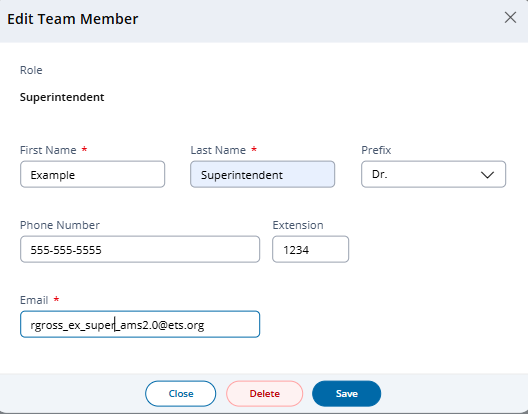 Edit Team Member
Role
Superintendent
First Name * Last Name * Prefix
Example Superintendent Dr.
Phone Number Extension
555-555-5555 1234
Email *
rgross_ex_super_ams2.0@ets.org
Close Delete Save